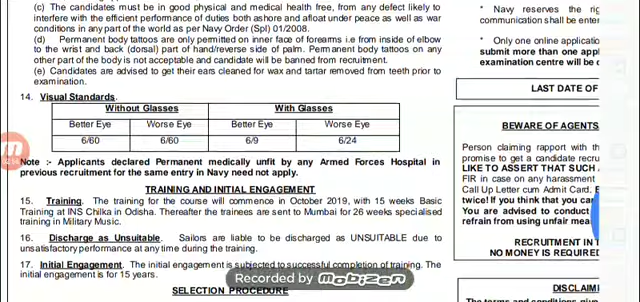 (c) The candidates must be in good physical and medical health free, from any defect likely to
interfere with the efficient performance of duties both ashore and afloat under peace as well as war
conditions in any part of the world as per Navy Order (Spl) 01/2008.
(d) Permanent body tattoos are only permitted on inner face of forearms i.e from inside of elbow
to the wrist and back (dorsal) part of hand/reverse side of palm. Permanent body tattoos on any
other part of the body is not acceptable and candidate will be banned from recruitment.
(e) Candidates are advised to get their ears cleaned for wax and tartar removed from teeth prior to
examination.
14. Visual Standards.
Without Glasses With Glasses
Better Eye Worse Eye Better Eye Worse Eye
6/60 6/60 6/9 6/24
Note :- Applicants declared Permanent medically unfit by any Armed Forces Hospital in
previous recruitment for the same entry in Navy need not apply.
TRAINING AND INITIAL ENGAGEMENT
15. Training. The training for the course will commence in October 2019, with 15 weeks Basic
Training at INS Chilka in Odisha. Thereafter the trainees are sent to Mumbai for 26 weeks specialised
training in Military Music.
16. Discharge as Unsuitable. Sailors are liable to be discharged as UNSUITABLE due to
unsatisfactory performance at any time during the training.
17. Initial Engagement. The initial engagement is subjected to successful completion of training. The
initial engagement is for 15 years.
SELECTION PROCEDURE
* Navy reserves the
communication shall be
* Only one online
submit more than one
examination centre will be
LAST DATE OF
BEWARE OF AGENTS
Person claiming rapport with
promise to get a candidate
LIKE TO ASSERT THAT SUCH
FIR in case on any harassment
Call Up Letter cum Admit Card.
twice! If you think that you
You are advised to conduct
refrain from using unfair
RECRUITMENT IN
NO MONEY IS REQUIRED
The terms and conditions
Recorded by mobizen